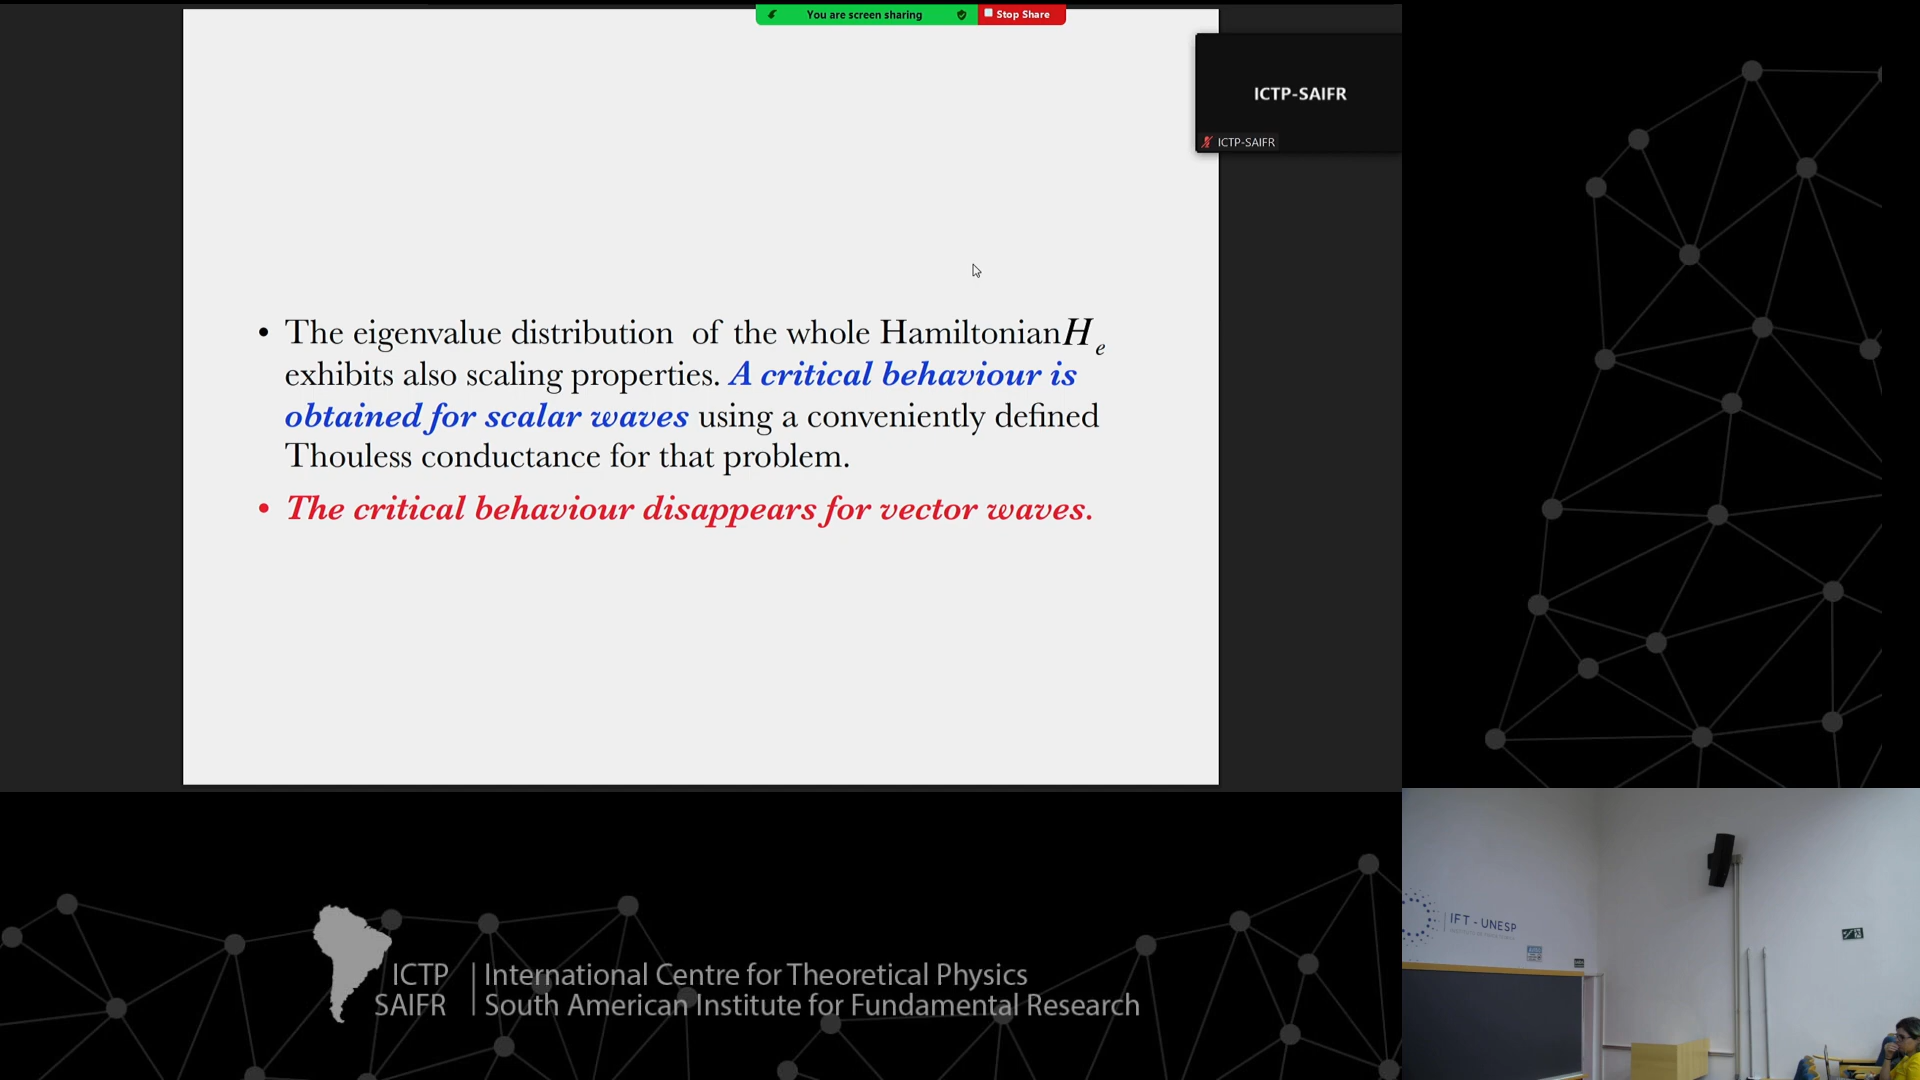 You are screen sharing
Stop Share
ICTP-SAIFR
ICTP-SAIFR
• The eigenvalue distribution of the whole Hamiltonian H e
exhibits also scaling properties. A critical behaviour is
obtained for scalar waves using a conveniently defined
Thouless conductance for that problem.
• The critical behaviour disappears for vector waves.
IFT - UNESP
ICTP | International Centre for Theoretical Physics
SAIFR | South American Institute for Fundamental Research